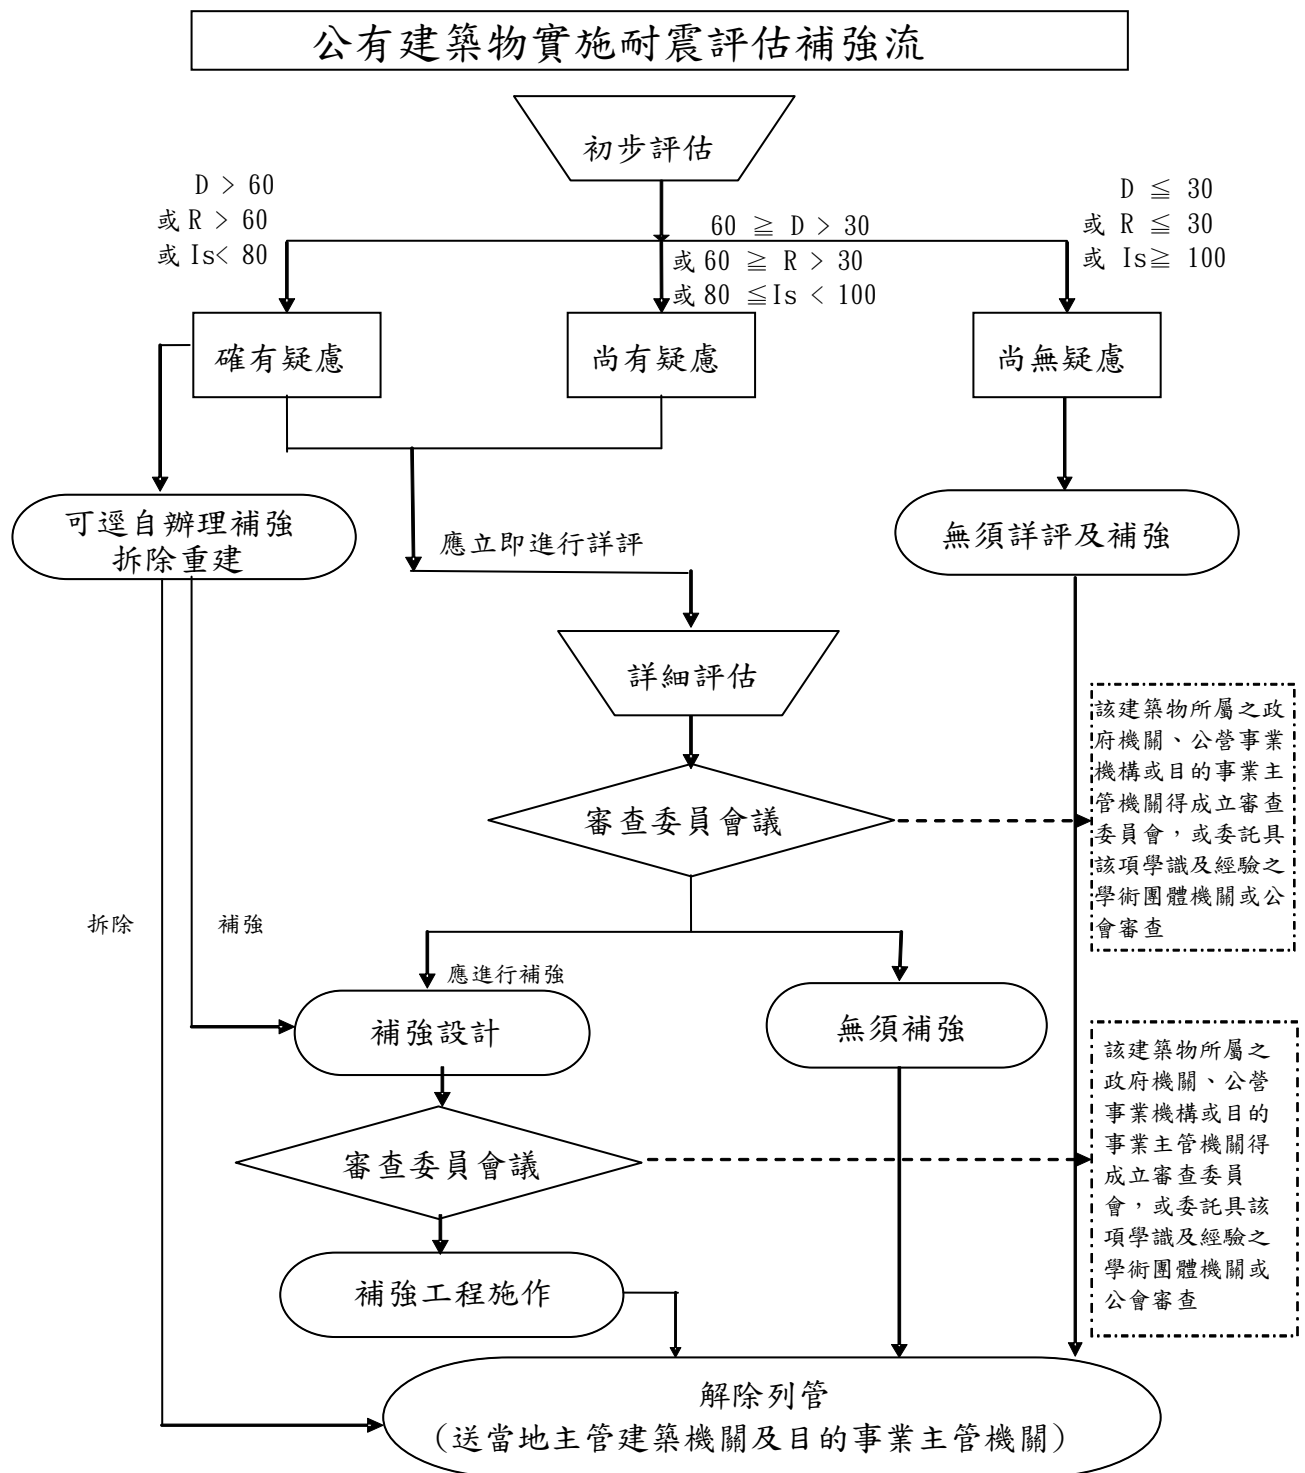 公有建築物實施耐震評估補強流
初步評估
D > 60
或 R > 60
或 Is< 80
60 ≧ D > 30
或 60 ≧ R > 30
或 80 ≦Is < 100
D ≦ 30
或 R ≦ 30
或 Is≧ 100
確有疑慮
尚有疑慮
尚無疑慮
可逕自辦理補強
拆除重建
應立即進行詳評
無須詳評及補強
詳細評估
審查委員會議
該建築物所屬之政
府機關、公營事業
機構或目的事業主
管機關得成立審查
委員會，或委託具
該項學識及經驗之
學術團體機關或公
會審查
拆除
補強
應進行補強
補強設計
無須補強
審查委員會議
該建築物所屬之
政府機關、公營
事業機構或目的
事業主管機關得
成立審查委員
會，或委託具該
項學識及經驗之
學術團體機關或
公會審查
補強工程施作
解除列管
(送當地主管建築機關及目的事業主管機關)